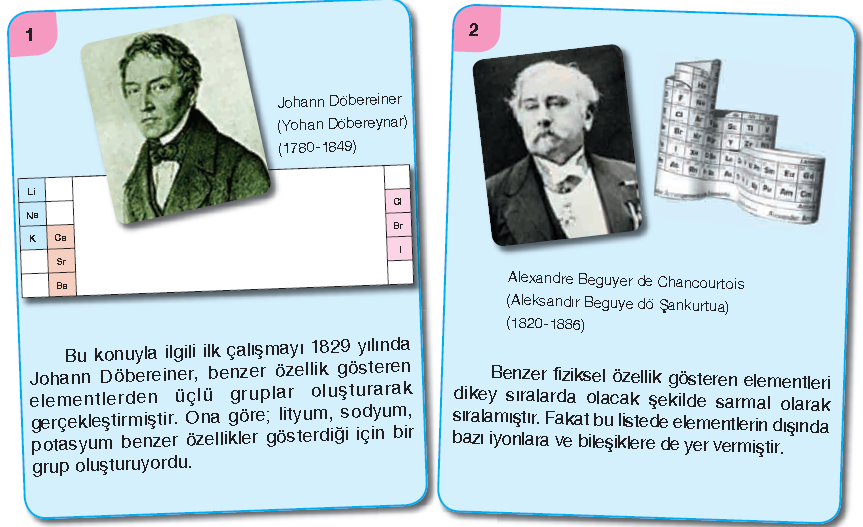 1
Johann Döbereiner
(Yohan Döbereynar)
(1780-1849)
Li
Na
K Ca
Sr
Ba
Cl
Br
I
Bu konuyla ilgili ilk çalışmayı 1829 yılında
Johann Döbereiner, benzer özellik gösteren
elementlerden üçlü gruplar oluşturarak
gerçekleştirmiştir. Ona göre; lityum, sodyum,
potasyum benzer özellikler gösterdiği için bir
grup oluşturuyordu.
2
Alexandre Beguyer de Chancourtois
(Aleksandır Beguye dö Şankurtua)
(1820-1886)
Benzer fiziksel özellik gösteren elementleri
dikey sıralarda olacak şekilde sarmal olarak
sıralamıştır. Fakat bu listede elementlerin dışında
bazı iyonlara ve bileşiklere de yer vermiştir.